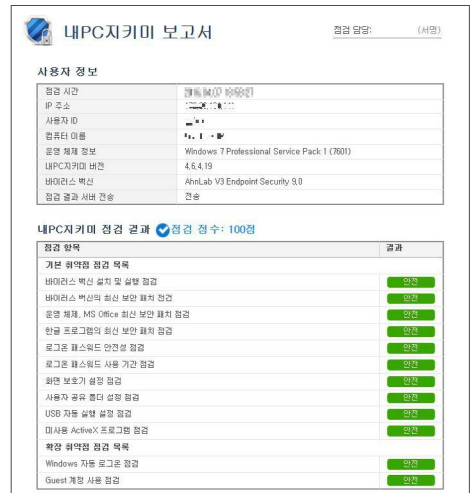 내PC지키미 보고서
점검 담당: (서명)
사용자 정보
점검 시간
IP 주소
사용자 ID
컴퓨터 이름
운영 체제 정보 Windows 7 Professional Service Pack 1 (7601)
내PC지키미 버전 4,6,4,19
바이러스 백신 AhnLab V3 Endpoint Security 9,0
점검 결과 서버 전송 전송
내PC지키미 점검 결과 점검 점수: 100점
점검 항목 결과
기본 취약점 점검 목록
바이러스 백신 설치 및 실행 점검 안전
바이러스 백신의 최신 보안 패치 점검 안전
운영 체제, MS Office 최신 보안 패치 점검 안전
한글 프로그램의 최신 보안 패치 점검 안전
로그온 패스워드 안전성 점검 안전
로그온 패스워드 사용 기간 점검 안전
화면 보호기 설정 점검 안전
사용자 공유 폴더 설정 점검 안전
USB 자동 실행 설정 점검 안전
미사용 ActiveX 프로그램 점검 안전
확장 취약점 점검 목록
Windows 자동 로그온 점검 안전
Guest 계정 사용 점검 안전